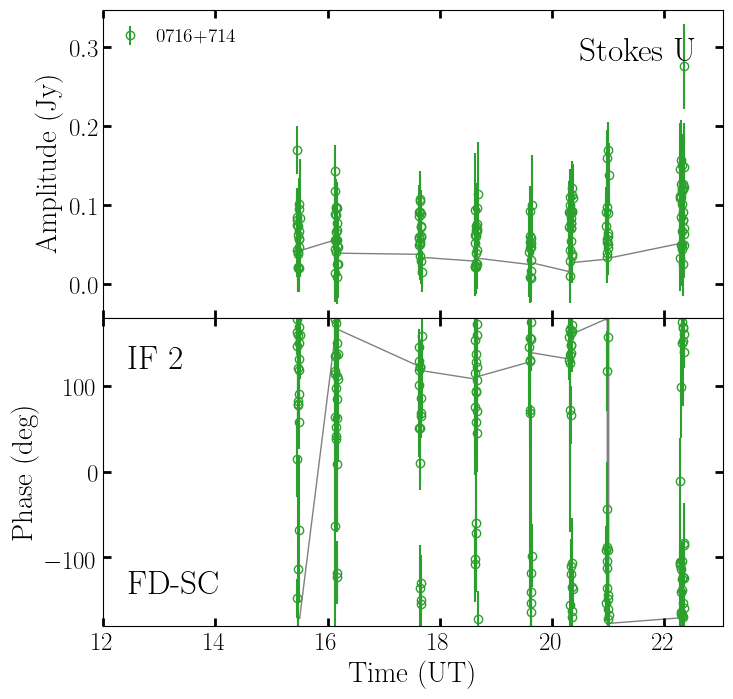 0716+714
Stokes U
0.3
0.2
0.1
0.0
Amplitude (Jy)
IF 2
100
0
−100
Phase (deg)
FD-SC
12 14 16 18 20 22
Time (UT)